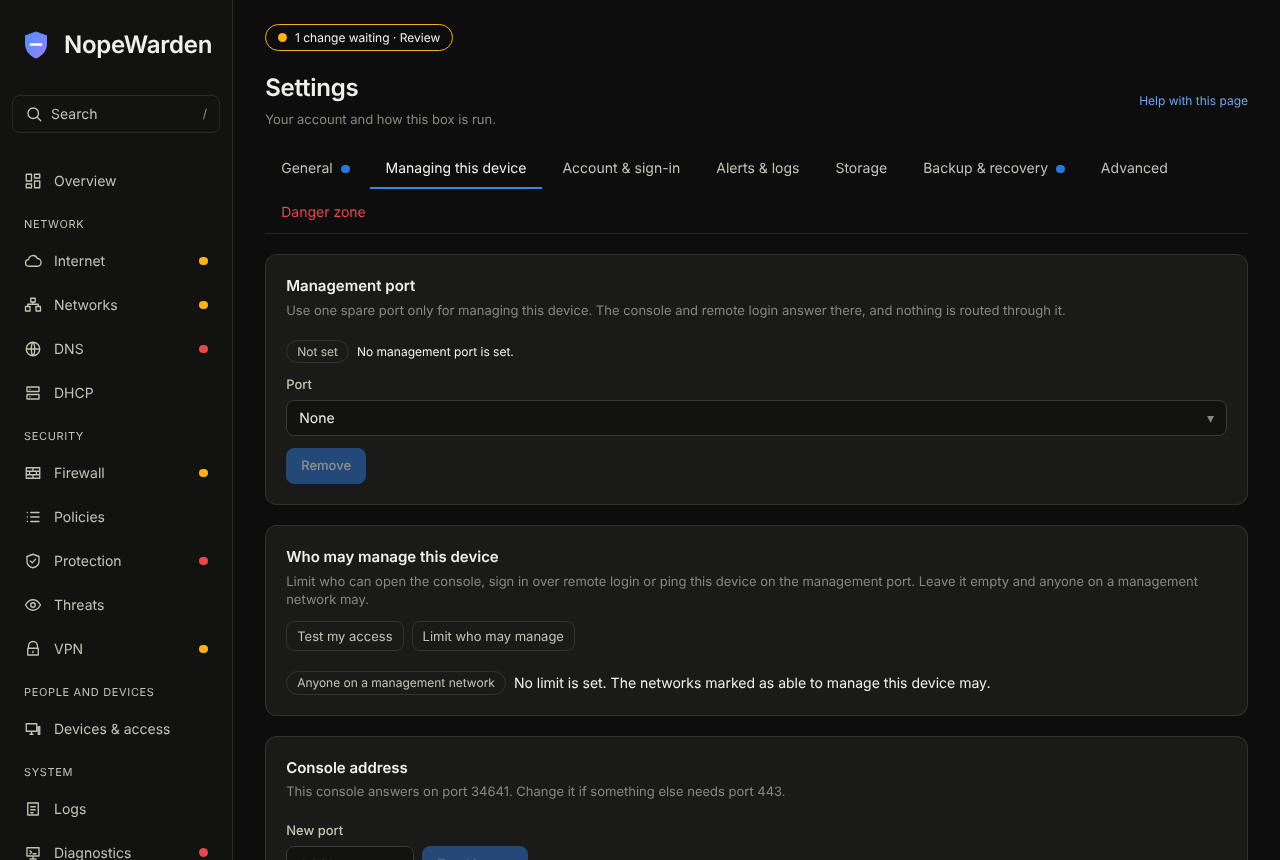 NopeWarden
Search /
Overview
NETWORK
Internet
Networks
DNS
DHCP
SECURITY
Firewall
Policies
Protection
Threats
VPN
PEOPLE AND DEVICES
Devices & access
SYSTEM
Logs
Diagnostics
1 change waiting · Review
Settings
Your account and how this box is run.
Help with this page
General
Managing this device
Account & sign-in
Alerts & logs
Storage
Backup & recovery
Advanced
Danger zone
Management port
Use one spare port only for managing this device. The console and remote login answer there, and nothing is routed through it.
Not set No management port is set.
Port
None
Remove
Who may manage this device
Limit who can open the console, sign in over remote login or ping this device on the management port. Leave it empty and anyone on a management
network may.
Test my access
Limit who may manage
Anyone on a management network No limit is set. The networks marked as able to manage this device may.
Console address
This console answers on port 34641. Change it if something else needs port 443.
New port